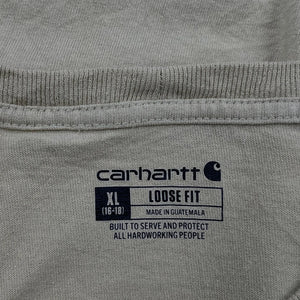 carhartt
XL LOOSE FIT
(16-18) MADE IN GUATEMALA
BUILT TO SERVE AND PROTECT
ALL HARDWORKING PEOPLE